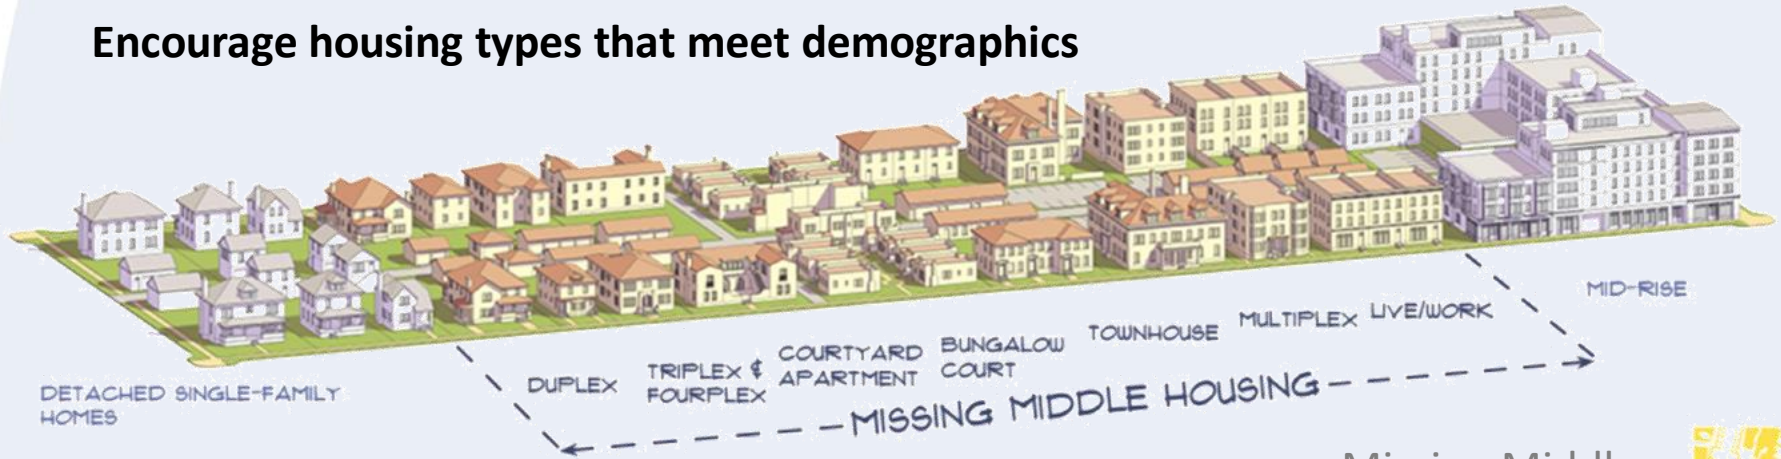 Encourage housing types that meet demographics
DETACHED SINGLE-FAMILY
HOMES
DUPLEX
TRIPLEX &
FOURPLEX
COURTYARD
APARTMENT
BUNGALOW
COURT
TOWNHOUSE
MULTIPLEX
LIVE/WORK
MID-RISE
MISSING MIDDLE HOUSING